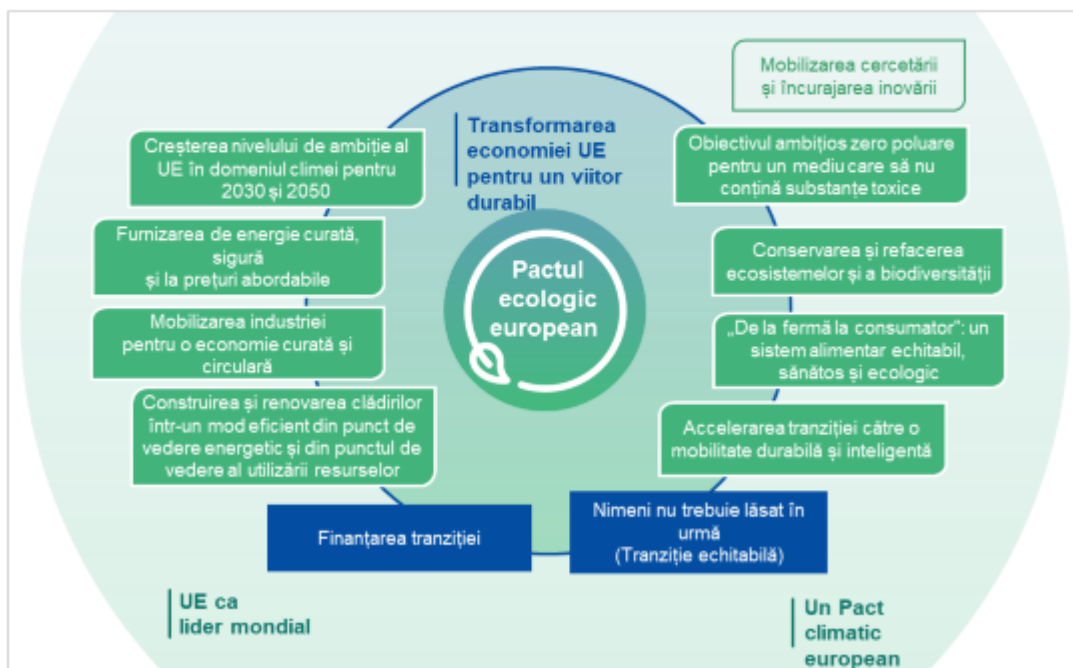 Mobilizarea cercetării
și încurajarea inovării
Transformarea
economiei UE
pentru un viitor
durabil
Creșterea nivelului de ambiție al
UE în domeniul climei pentru
2030 și 2050
Obiectivul ambițios zero poluare
pentru un mediu care să nu
conțină substanțe toxice
Furnizarea de energie curată,
sigură
și la prețuri abordabile
Conservarea și refacerea
ecosistemelor și a biodiversității
Pactul
ecologic
european
Mobilizarea industriei
pentru o economie curată și
circulară
„De la fermă la consumator”: un
sistem alimentar echitabil,
sănătos și ecologic
Construirea și renovarea clădirilor
într-un mod eficient din punct de
vedere energetic și din punctul de
vedere al utilizării resurselor
Accelerarea tranziției către o
mobilitate durabilă și inteligentă
Finanțarea tranziției
Nimeni nu trebuie lăsat în
urmă
(Tranziție echitabilă)
UE ca
lider mondial
Un Pact
climatic
european